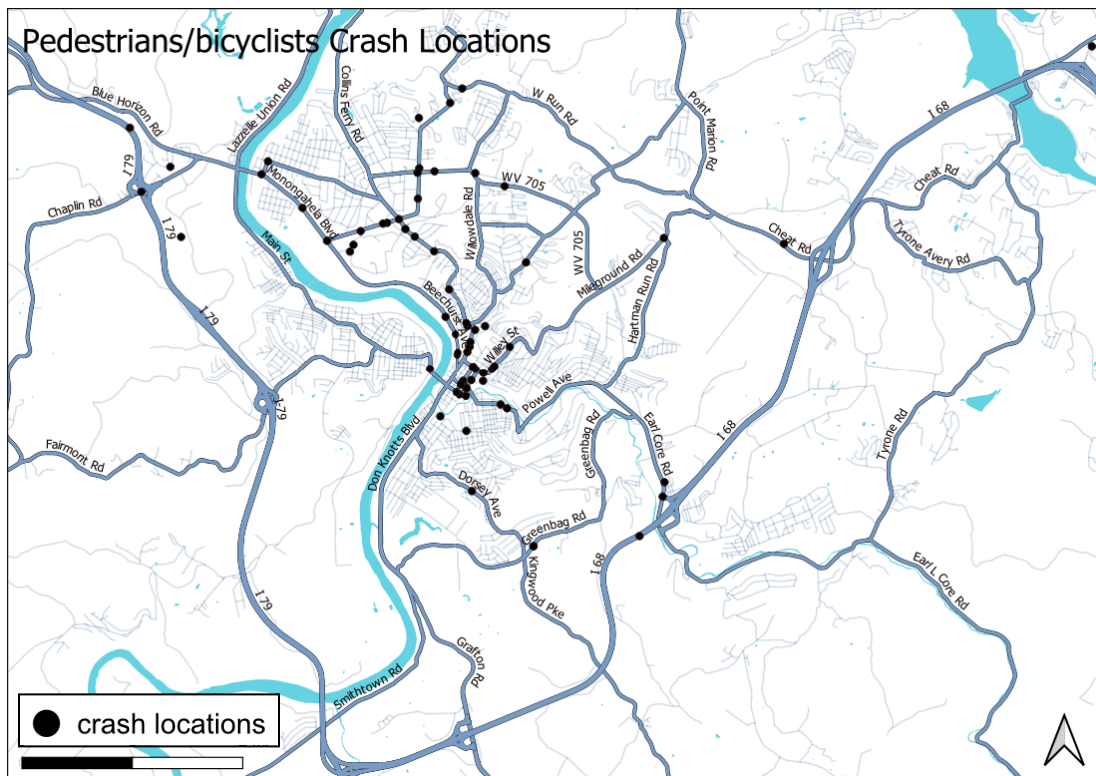 Pedestrians/bicyclists Crash Locations
Blue Horizon Rd
Lazzelle Union Rd
Collins Ferry Rd
W Run Rd
Point Marion Rd
I 68
I 79
Monongahela Blvd
WV 705
Cheat Rd
Chaplin Rd
I 79
Main St
Willowdale Rd
WV 705
Mileground Rd
Cheat Rd
Tyrone Avery Rd
I 79
Beechurst Ave
Willey St
Hartman Run Rd
I-79
Powell Ave
Fairmont Rd
Don Knotts Blvd
Greenbag Rd
Earl Core Rd
I 68
Tyrone Rd
Dorsey Ave
Greenbag Rd
I 68
Kingwood Pke
Earl L Core Rd
I 79
Grafton Rd
Smithtown Rd
crash locations